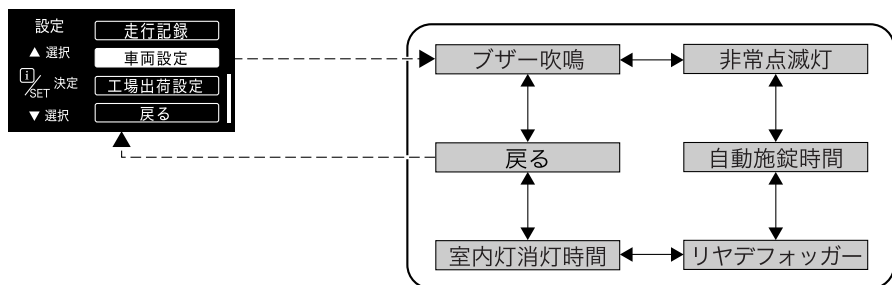 設定
▲ 選択
i/SET 決定
▼ 選択
走行記録
車両設定
工場出荷設定
戻る
ブザー吹鳴
非常点滅灯
戻る
自動施錠時間
室内灯消灯時間
リヤデフォッガー